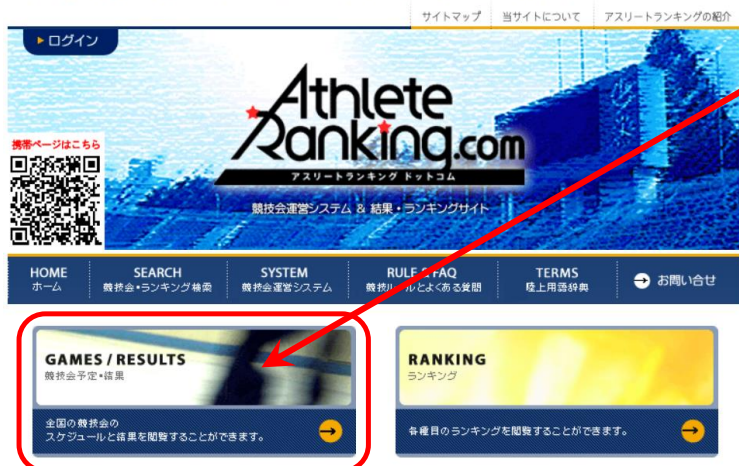 サイトマップ 当サイトについて アスリートランキングの紹介
ログイン
Athlete
Ranking.com
アスリートランキング ドットコム
競技会運営システム & 結果・ランキングサイト
携帯ページはこちら
HOME SEARCH SYSTEM RULE & FAQ TERMS
ホーム 競技会・ランキング検索 競技会運営システム 競技ルールとよくある質問 陸上用語辞典 お問い合せ
GAMES / RESULTS
競技会予定・結果
全国の競技会の
スケジュールと結果を閲覧することができます。
RANKING
ランキング
各種目のランキングを閲覧することができます。